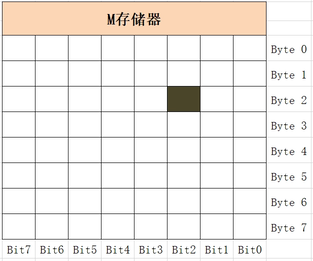 M存储器
Byte 0
Byte 1
Byte 2
Byte 3
Byte 4
Byte 5
Byte 6
Byte 7
Bit7 Bit6 Bit5 Bit4 Bit3 Bit2 Bit1 Bit0